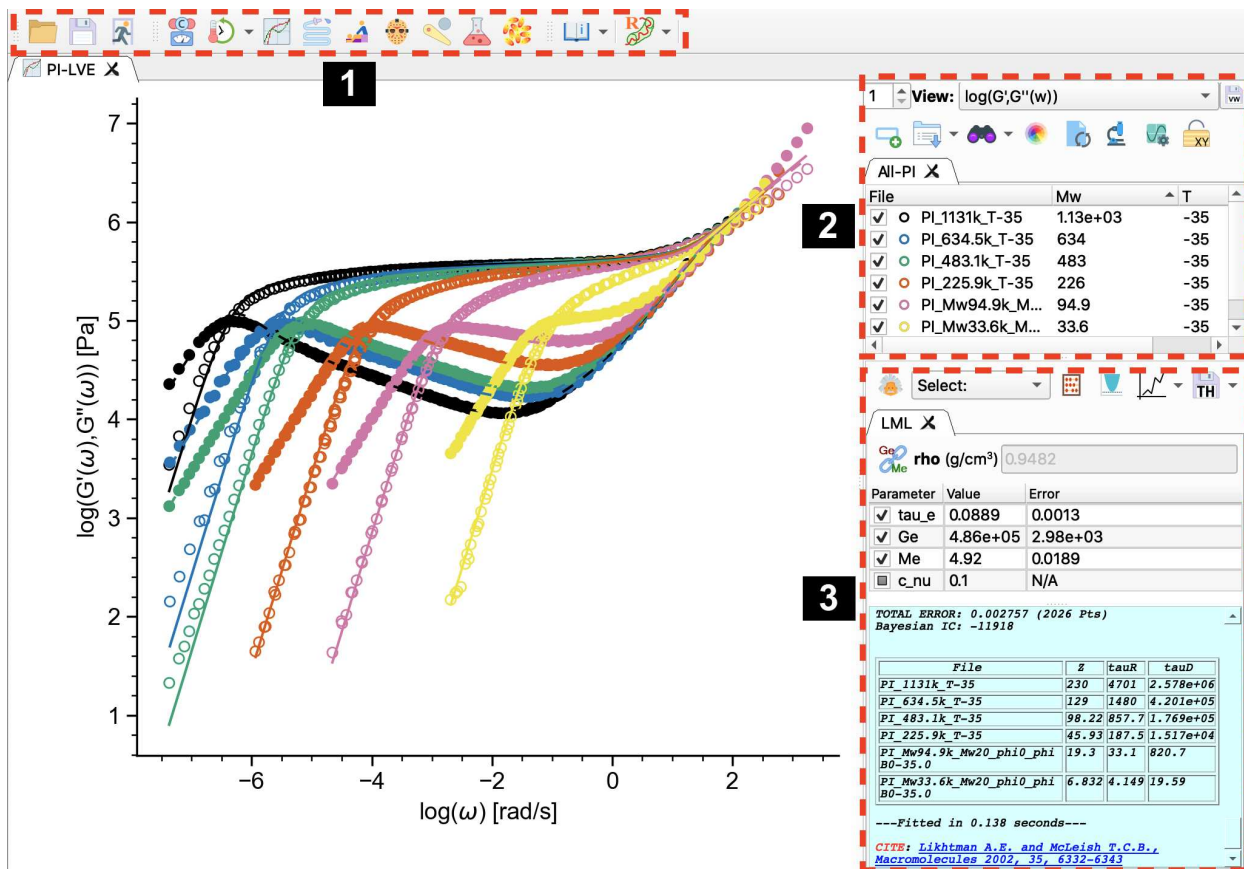 C
R
1
PI-LVE
1 View: log(G',G''(w))
VW
XY
All-PI
File Mw T
PI_1131k_T-35 1.13e+03 -35
PI_634.5k_T-35 634 -35
PI_483.1k_T-35 483 -35
PI_225.9k_T-35 226 -35
PI_Mw94.9k_M... 94.9 -35
PI_Mw33.6k_M... 33.6 -35
2
Select:
TH
LML
Ge
Me
rho (g/cm³) 0.9482
Parameter Value Error
tau_e 0.0889 0.0013
Ge 4.86e+05 2.98e+03
Me 4.92 0.0189
c_nu 0.1 N/A
3
TOTAL ERROR: 0.002757 (2026 Pts)
Bayesian IC: -11918
File Z tauR tauD
PI_1131k_T-35 230 4701 2.578e+06
PI_634.5k_T-35 129 1480 4.201e+05
PI_483.1k_T-35 98.22 857.7 1.769e+05
PI_225.9k_T-35 45.93 187.5 1.517e+04
PI_Mw94.9k_Mw20_phi0_phi
B0-35.0 19.3 33.1 820.7
PI_Mw33.6k_Mw20_phi0_phi
B0-35.0 6.832 4.149 19.59
---Fitted in 0.138 seconds---
CITE: Likhtman A.E. and McLeish T.C.B.,
Macromolecules 2002, 35, 6332-6343
log(G'(ω),G''(ω)) [Pa]
7
6
5
4
3
2
1
−6 −4 −2 0 2
log(ω) [rad/s]